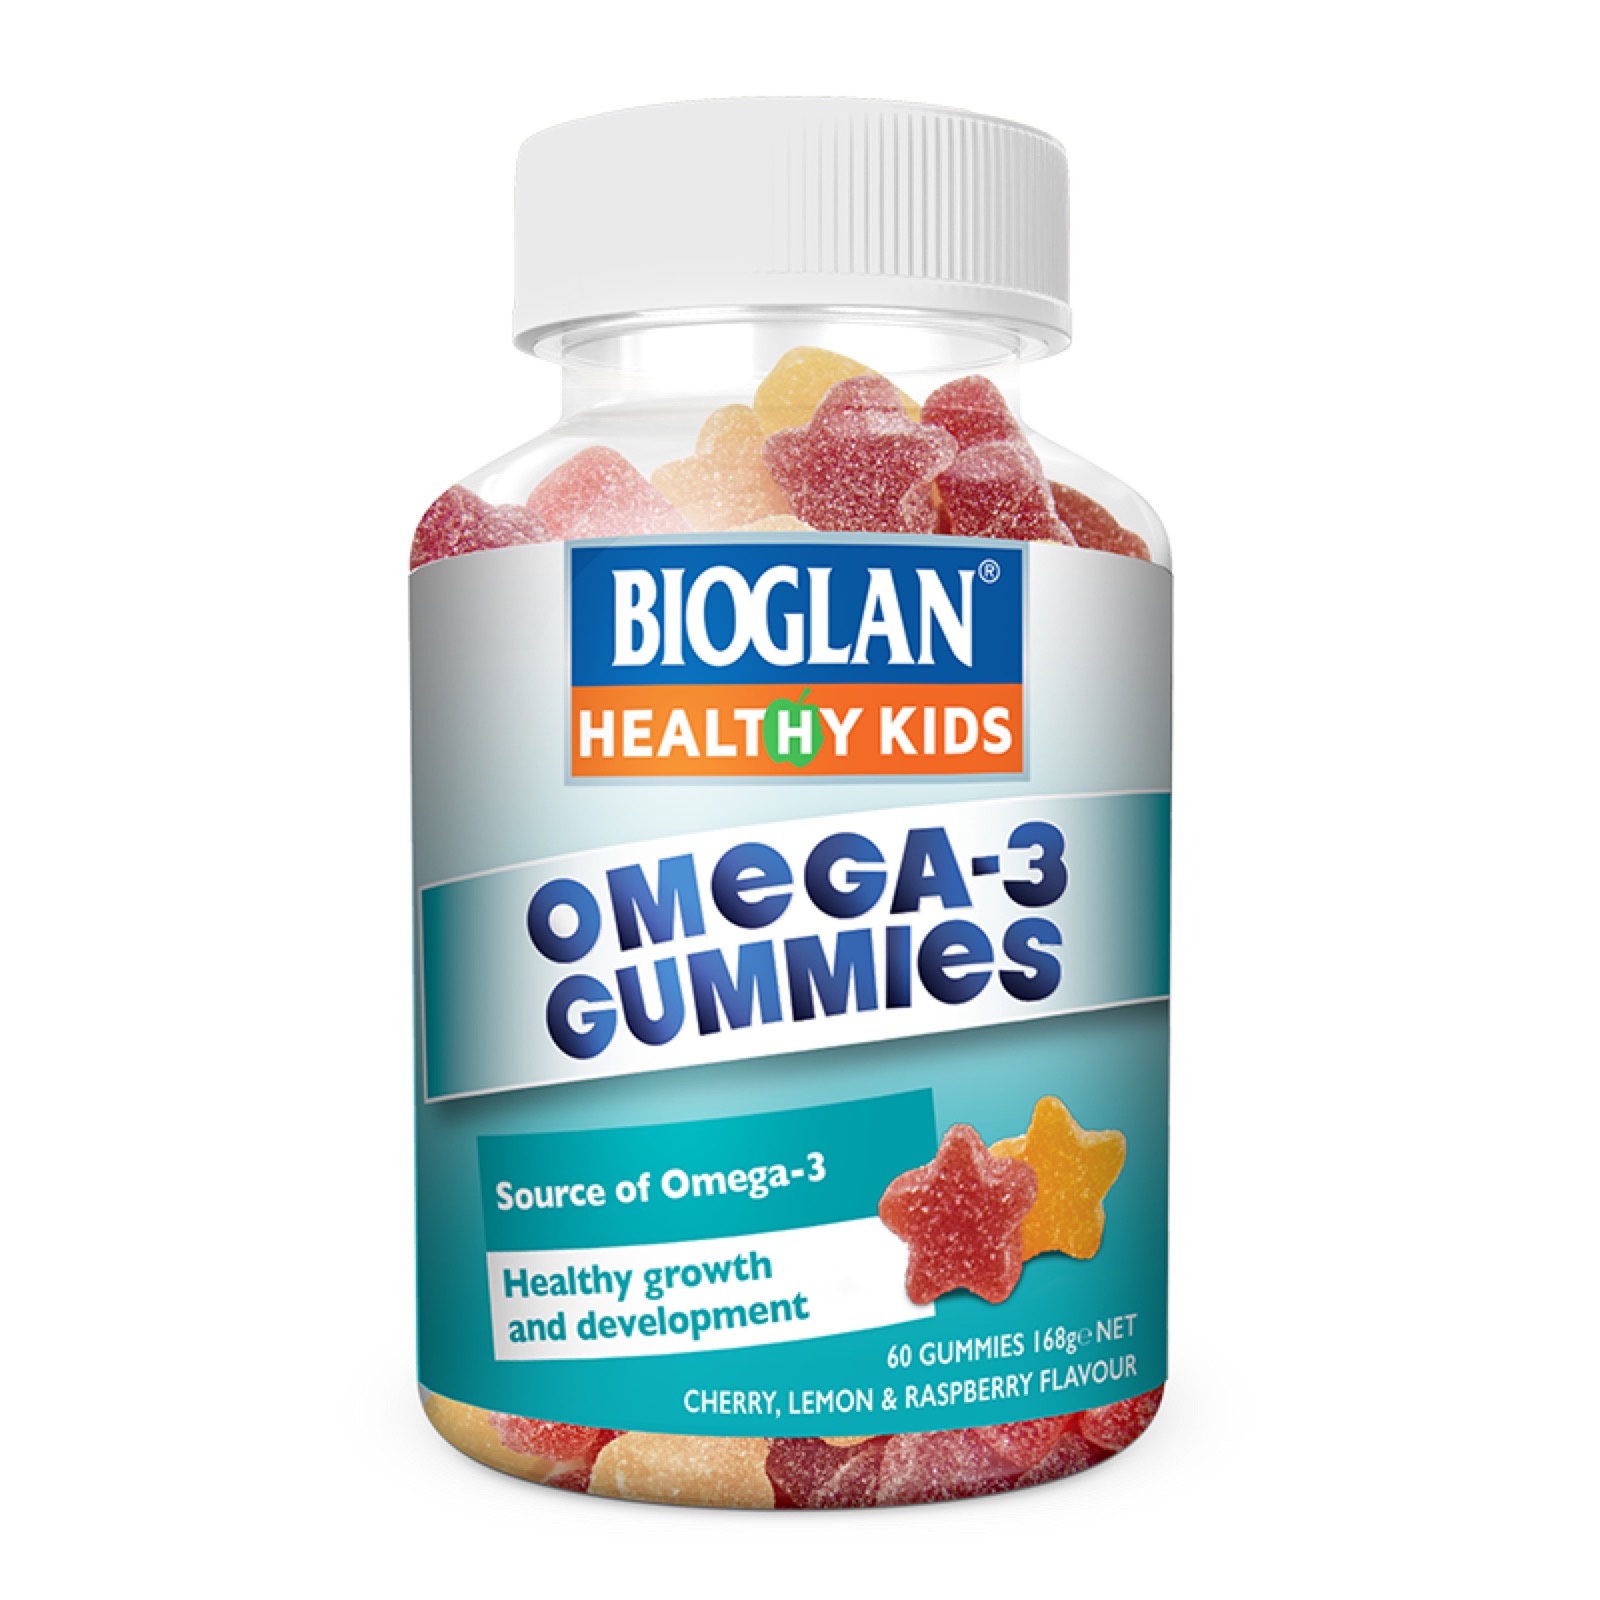 BIOGLAN®
HEALTHY KIDS
OMeGA-3
GUMMIeS
Source of Omega-3
Healthy growth
and development
60 GUMMIES 168g℮ NET
CHERRY, LEMON & RASPBERRY FLAVOUR